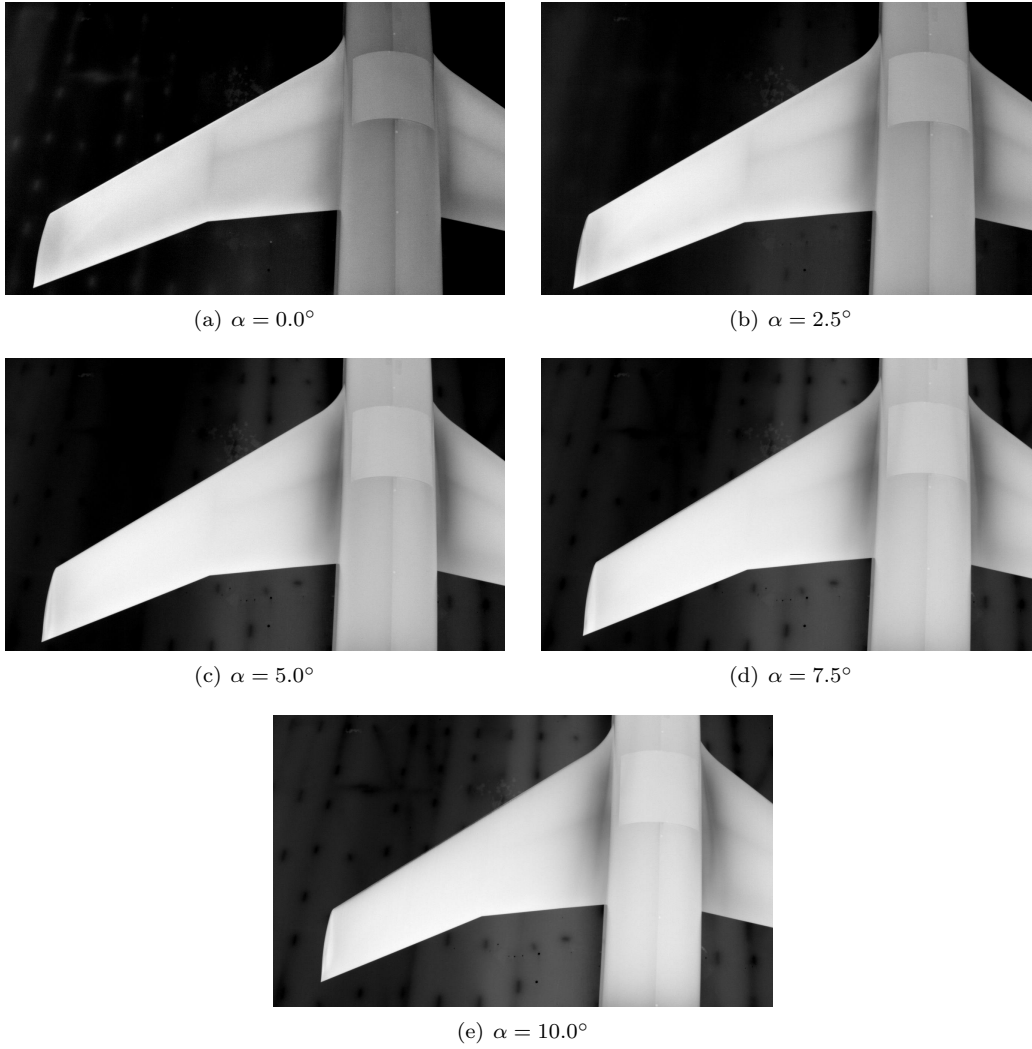 (a) α = 0.0°
(b) α = 2.5°
(c) α = 5.0°
(d) α = 7.5°
(e) α = 10.0°